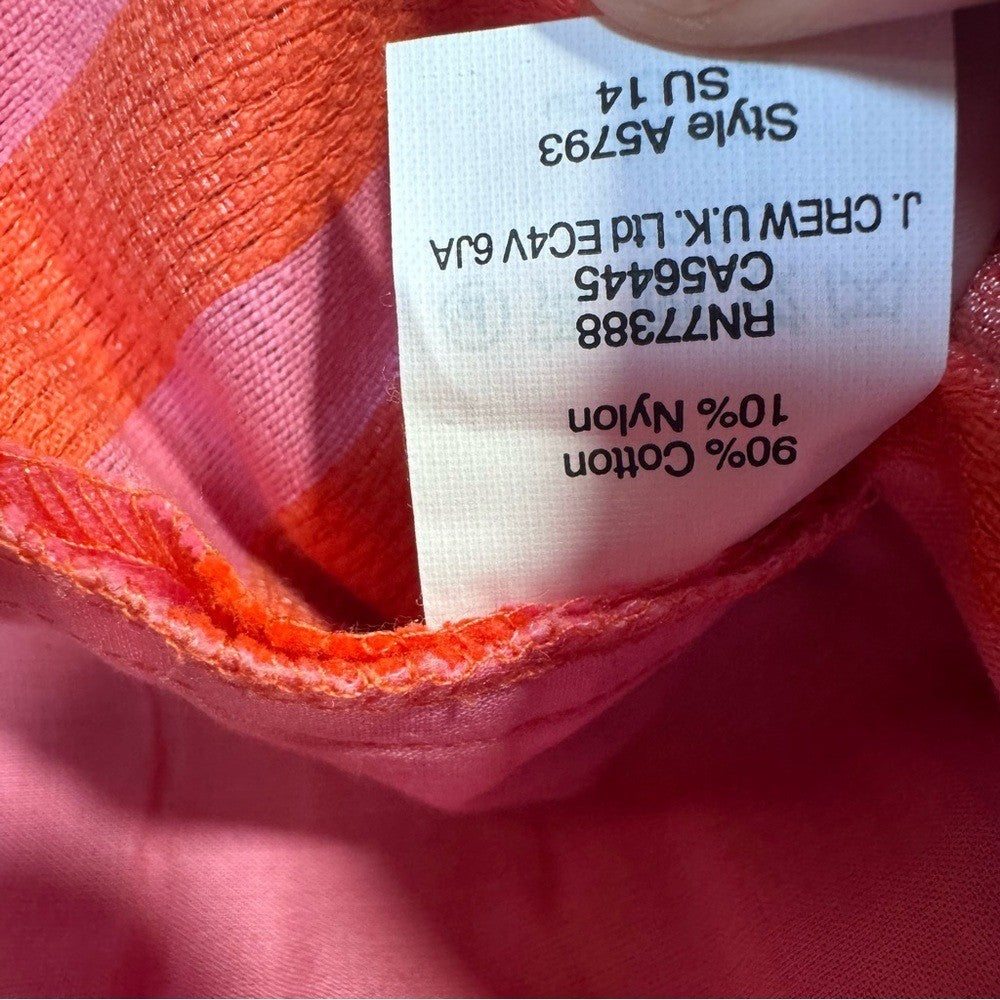 90% Cotton
10% Nylon
RN77388
CA56445
J. CREW U.K. Ltd EC4V 6JA
Style A5793
SU 14